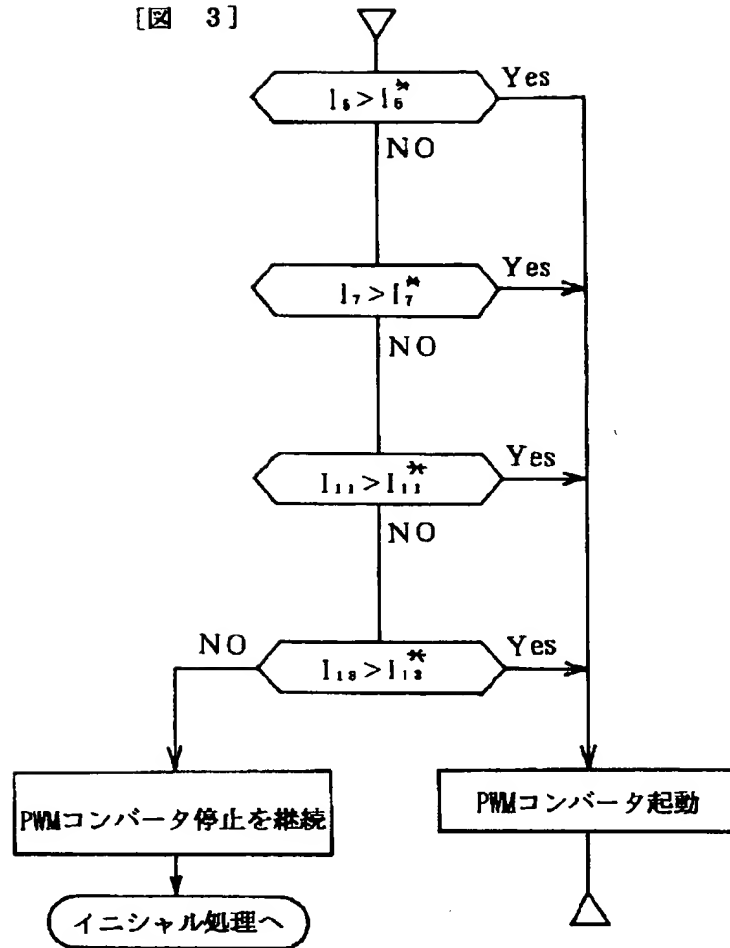 [図 3]
Yes
I₅>I₅*
NO
Yes
I₇>I₇*
NO
Yes
I₁₁>I₁₁*
NO
NO
Yes
I₁₃>I₁₃*
PWMコンバータ停止を継続
PWMコンバータ起動
イニシャル処理へ